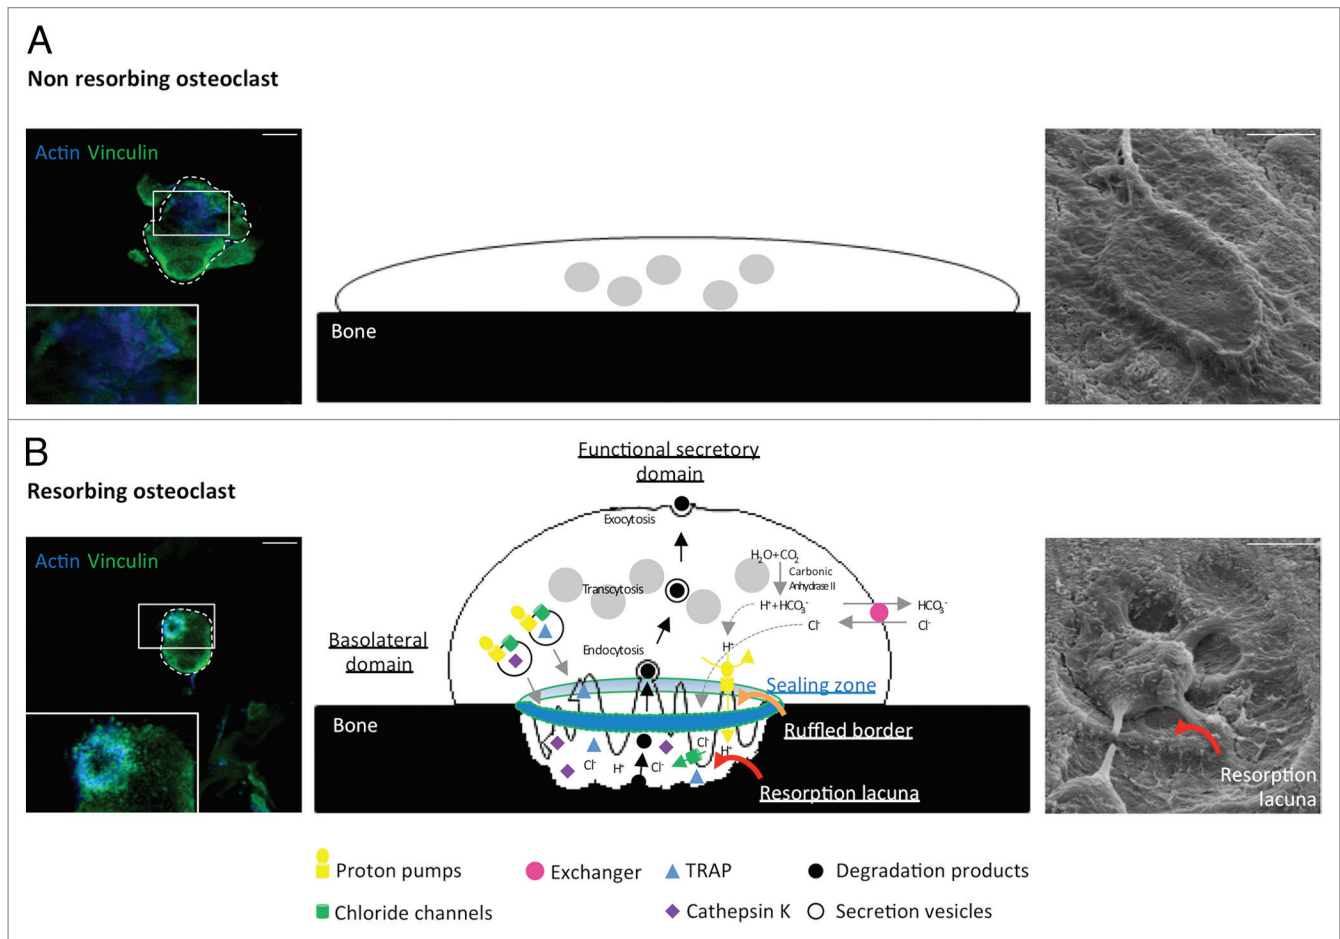 A
Non resorbing osteoclast
Actin Vinculin
Bone
B
Resorbing osteoclast
Actin Vinculin
Functional secretory
domain
Exocytosis
H₂O+CO₂
Carbonic
Anhydrase II
Transcytosis
H⁺+HCO₃⁻
HCO₃⁻
Cl⁻
Cl⁻
Basolateral
domain
Endocytosis
H⁺
Sealing zone
Bone
Ruffled border
Cl⁻
H⁺
Cl⁻
H⁺
Cl⁻
Resorption lacuna
Resorption
lacuna
Proton pumps
Exchanger
TRAP
Degradation products
Chloride channels
Cathepsin K
Secretion vesicles